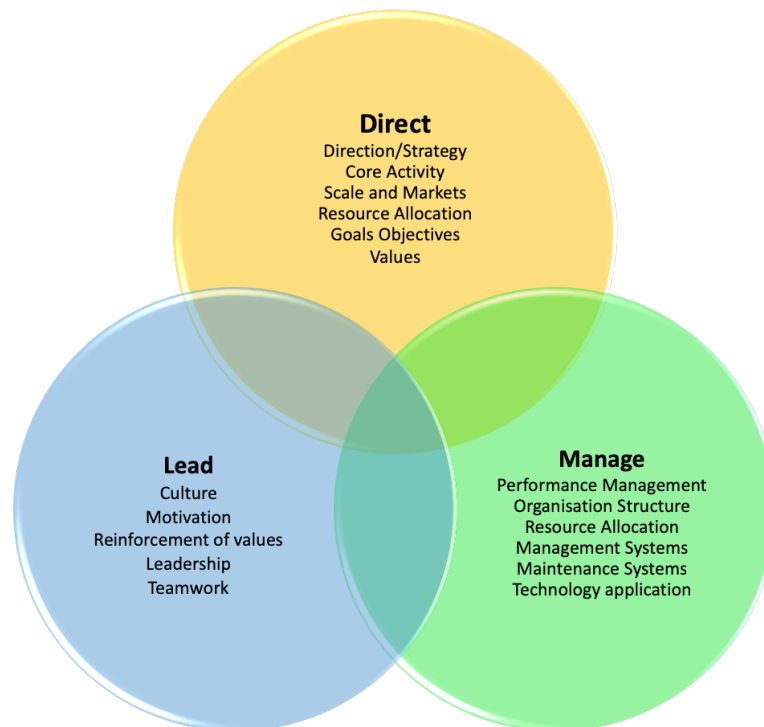 Direct
Direction/Strategy
Core Activity
Scale and Markets
Resource Allocation
Goals Objectives
Values
Lead
Culture
Motivation
Reinforcement of values
Leadership
Teamwork
Manage
Performance Management
Organisation Structure
Resource Allocation
Management Systems
Maintenance Systems
Technology application